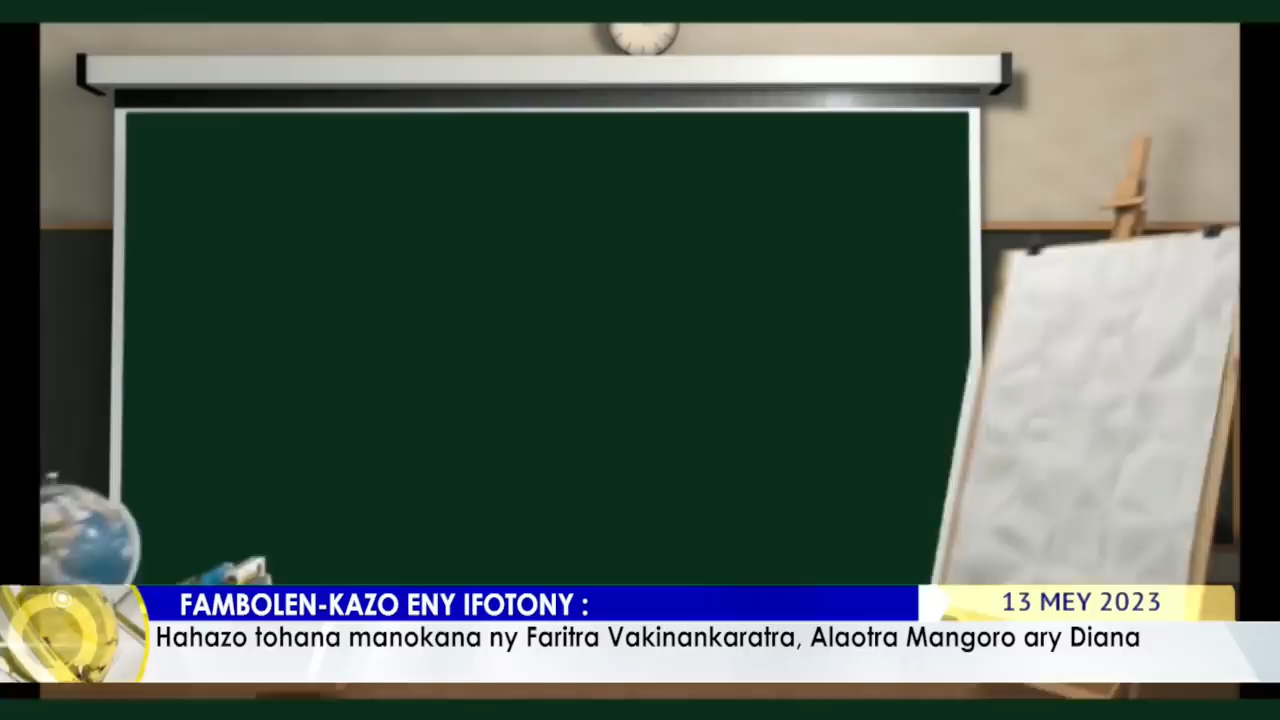 FAMBOLEN-KAZO ENY IFOTONY :
13 MEY 2023
Hahazo tohana manokana ny Faritra Vakinankaratra, Alaotra Mangoro ary Diana